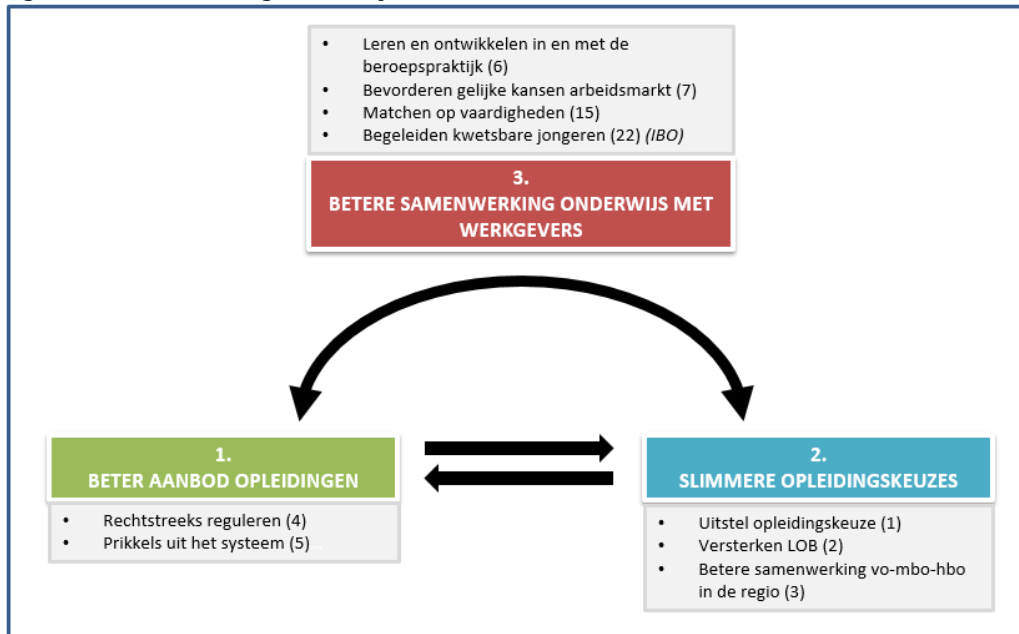 • Leren en ontwikkelen in en met de
beroepspraktijk (6)
• Bevorderen gelijke kansen arbeidsmarkt (7)
• Matchen op vaardigheden (15)
• Begeleiden kwetsbare jongeren (22) (IBO)
3.
BETERE SAMENWERKING ONDERWIJS MET
WERKGEVERS
1.
BETER AANBOD OPLEIDINGEN
• Rechtstreeks reguleren (4)
• Prikkels uit het systeem (5)
2.
SLIMMERE OPLEIDINGSKEUZES
• Uitstel opleidingskeuze (1)
• Versterken LOB (2)
• Betere samenwerking vo-mbo-hbo
in de regio (3)